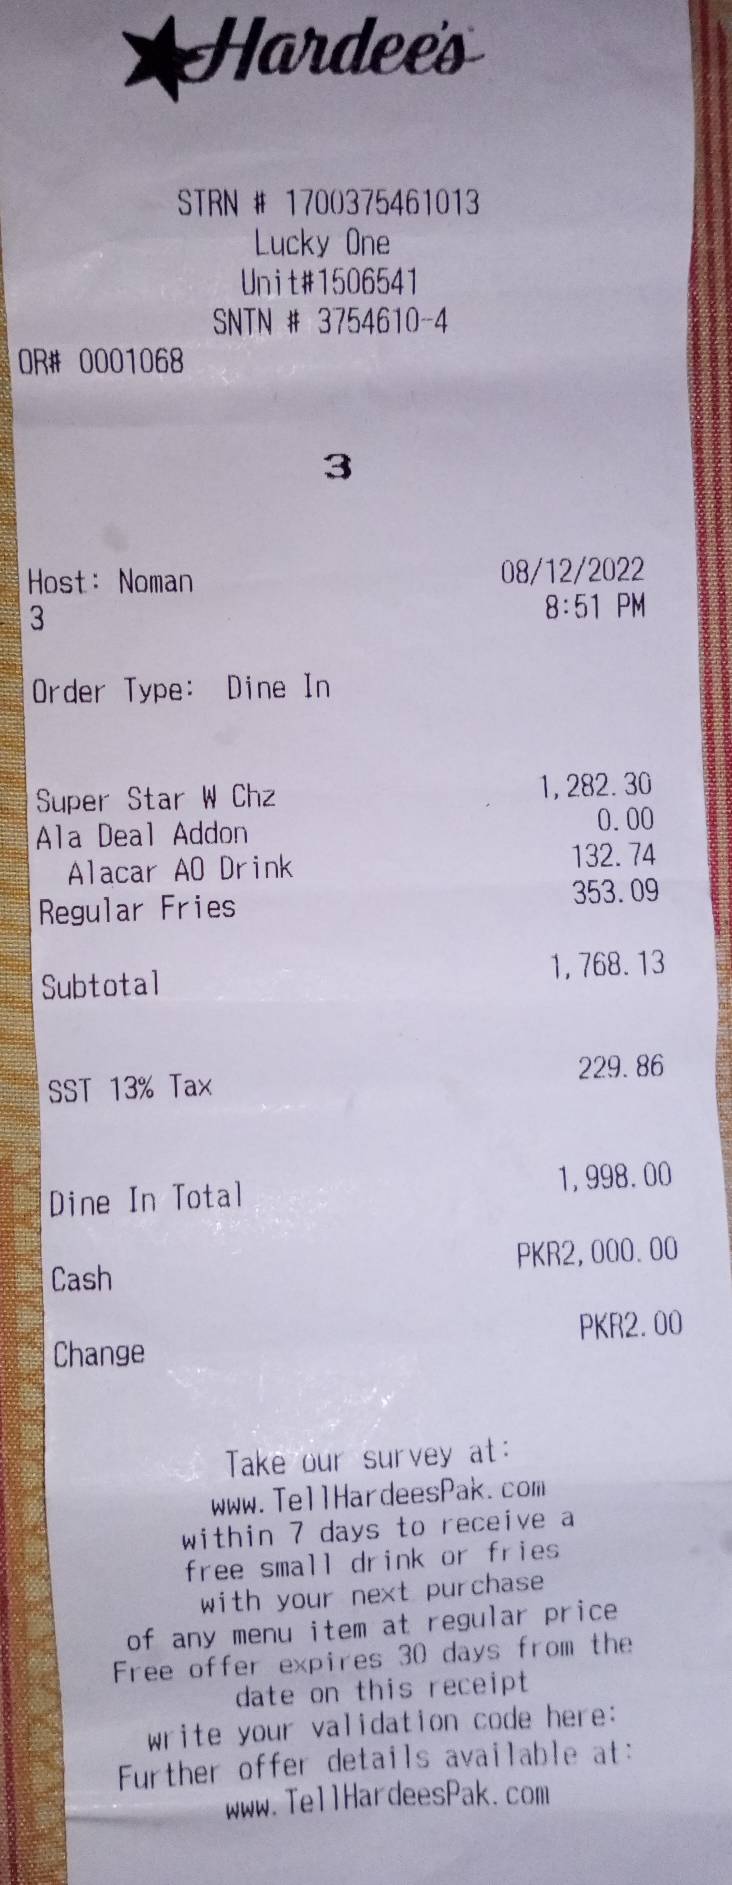 Hardee's
STRN # 1700375461013
Lucky One
Unit#1506541
SNTN # 3754610-4
OR# 0001068
3
Host: Noman 08/12/2022
3 8:51 PM
Order Type: Dine In
Super Star W Chz 1,282.30
Ala Deal Addon 0.00
Alacar AO Drink 132.74
Regular Fries 353.09
Subtotal 1,768.13
SST 13% Tax 229.86
Dine In Total 1,998.00
Cash PKR2,000.00
Change PKR2.00
Take our survey at:
www.TellHardeesPak.com
within 7 days to receive a
free small drink or fries
with your next purchase
of any menu item at regular price
Free offer expires 30 days from the
date on this receipt
write your validation code here:
Further offer details available at:
www.TellHardeesPak.com